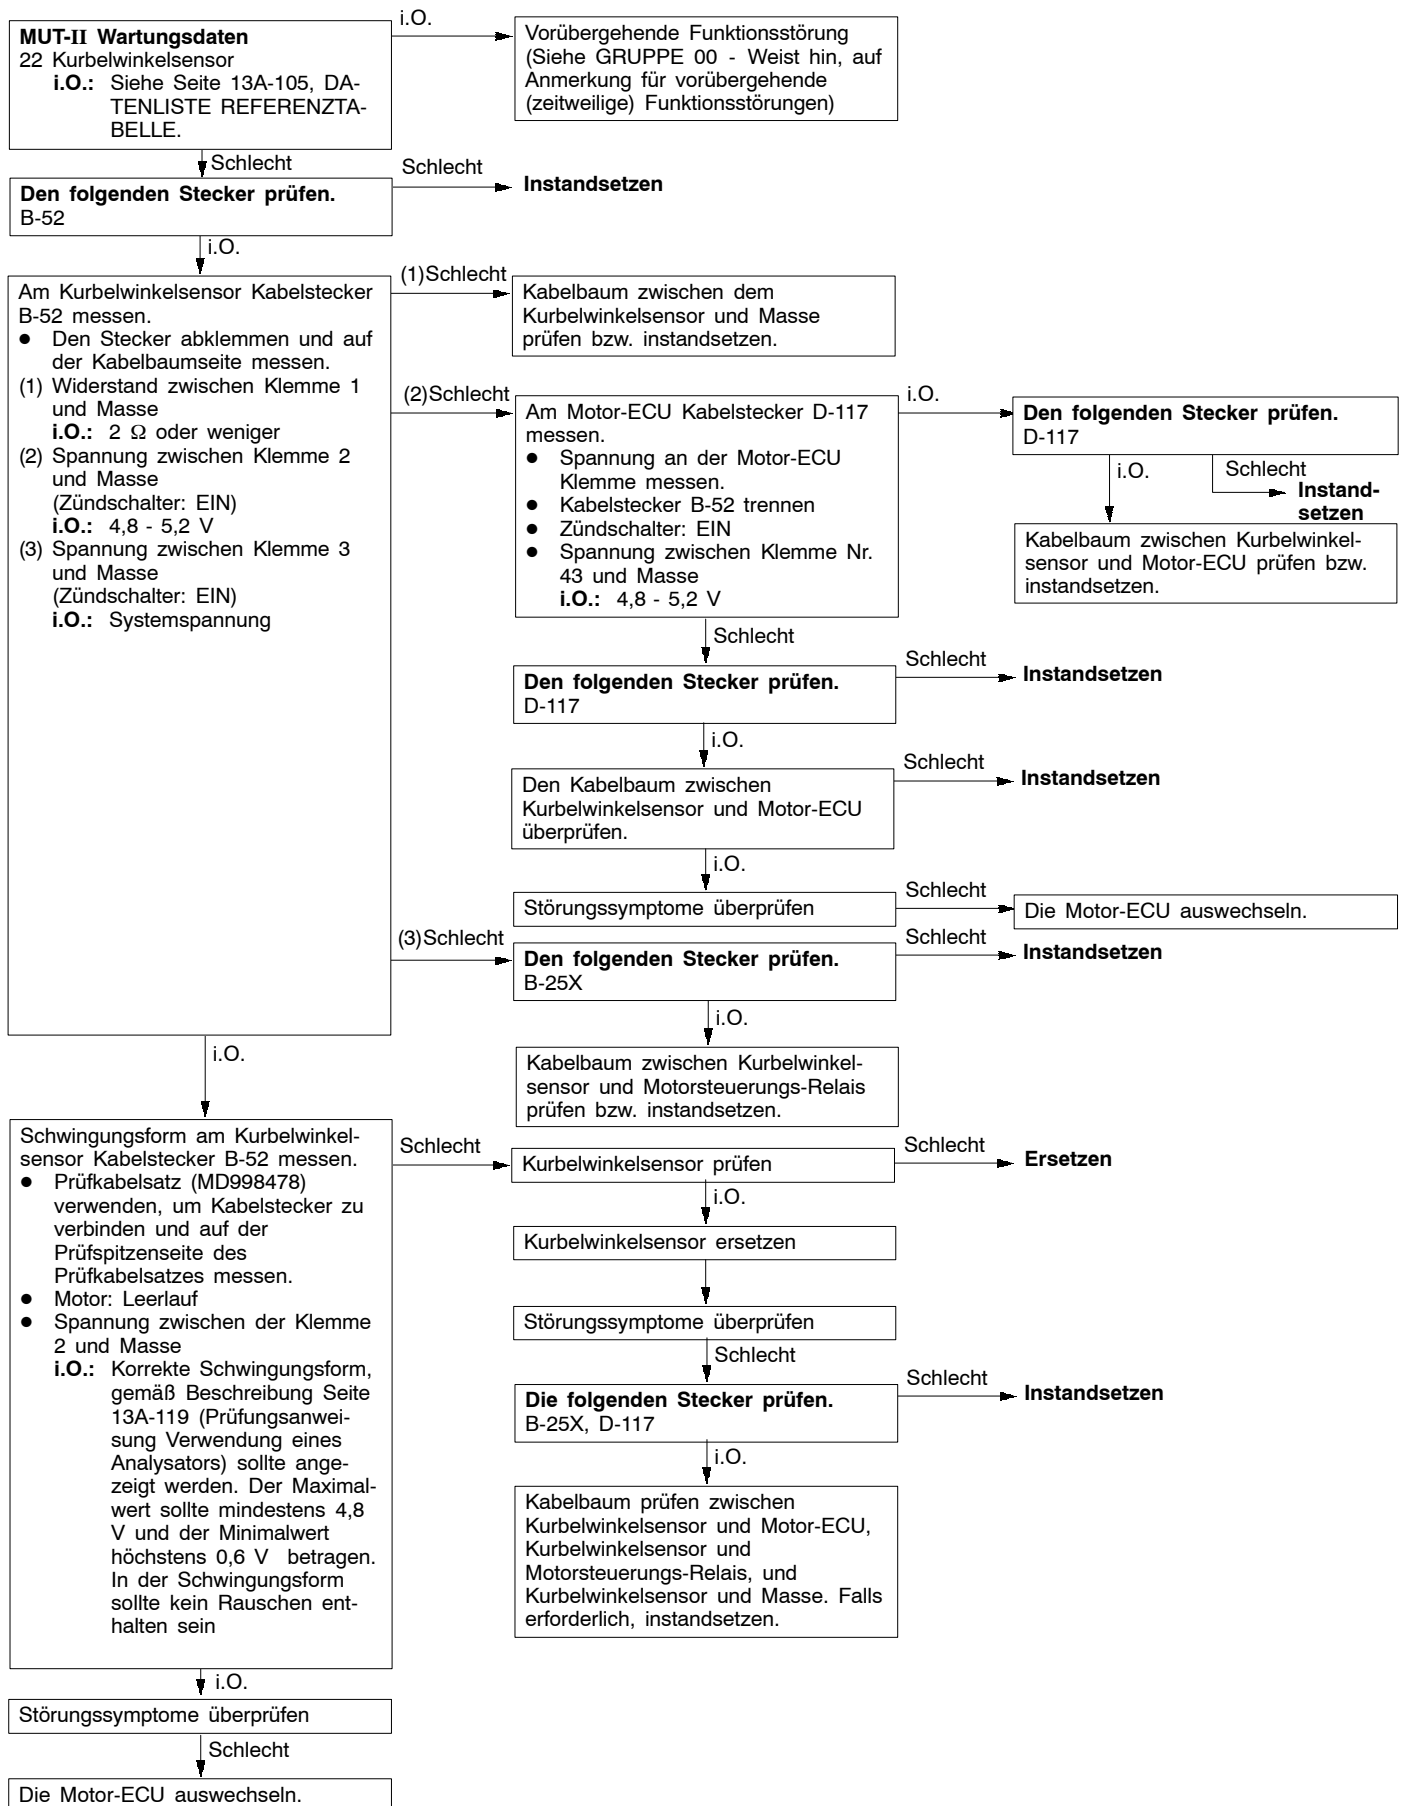 MUT-II Wartungsdaten
22 Kurbelwinkelsensor
i.O.: Siehe Seite 13A-105, DA-
TENLISTE REFERENZTA-
BELLE.
i.O.
Vorübergehende Funktionsstörung
(Siehe GRUPPE 00 - Weist hin, auf
Anmerkung für vorübergehende
(zeitweilige) Funktionsstörungen)
Schlecht
Den folgenden Stecker prüfen.
B-52
Schlecht
Instandsetzen
i.O.
Am Kurbelwinkelsensor Kabelstecker
B-52 messen.
● Den Stecker abklemmen und auf
der Kabelbaumseite messen.
(1) Widerstand zwischen Klemme 1
und Masse
i.O.: 2 Ω oder weniger
(2) Spannung zwischen Klemme 2
und Masse
(Zündschalter: EIN)
i.O.: 4,8 - 5,2 V
(3) Spannung zwischen Klemme 3
und Masse
(Zündschalter: EIN)
i.O.: Systemspannung
(1)Schlecht
Kabelbaum zwischen dem
Kurbelwinkelsensor und Masse
prüfen bzw. instandsetzen.
(2)Schlecht
Am Motor-ECU Kabelstecker D-117
messen.
● Spannung an der Motor-ECU
Klemme messen.
● Kabelstecker B-52 trennen
● Zündschalter: EIN
● Spannung zwischen Klemme Nr.
43 und Masse
i.O.: 4,8 - 5,2 V
i.O.
Den folgenden Stecker prüfen.
D-117
i.O.
Schlecht
Instand-
setzen
Kabelbaum zwischen Kurbelwinkel-
sensor und Motor-ECU prüfen bzw.
instandsetzen.
Schlecht
Den folgenden Stecker prüfen.
D-117
Schlecht
Instandsetzen
i.O.
Den Kabelbaum zwischen
Kurbelwinkelsensor und Motor-ECU
überprüfen.
Schlecht
Instandsetzen
i.O.
Störungssymptome überprüfen
Schlecht
Die Motor-ECU auswechseln.
(3)Schlecht
Den folgenden Stecker prüfen.
B-25X
Schlecht
Instandsetzen
i.O.
Kabelbaum zwischen Kurbelwinkel-
sensor und Motorsteuerungs-Relais
prüfen bzw. instandsetzen.
i.O.
Schwingungsform am Kurbelwinkel-
sensor Kabelstecker B-52 messen.
● Prüfkabelsatz (MD998478)
verwenden, um Kabelstecker zu
verbinden und auf der
Prüfspitzenseite des
Prüfkabelsatzes messen.
● Motor: Leerlauf
● Spannung zwischen der Klemme
2 und Masse
i.O.: Korrekte Schwingungsform,
gemäß Beschreibung Seite
13A-119 (Prüfungsanwei-
sung Verwendung eines
Analysators) sollte ange-
zeigt werden. Der Maximal-
wert sollte mindestens 4,8
V und der Minimalwert
höchstens 0,6 V betragen.
In der Schwingungsform
sollte kein Rauschen ent-
halten sein
Schlecht
Kurbelwinkelsensor prüfen
Schlecht
Ersetzen
i.O.
Kurbelwinkelsensor ersetzen
Störungssymptome überprüfen
Schlecht
Die folgenden Stecker prüfen.
B-25X, D-117
Schlecht
Instandsetzen
i.O.
Kabelbaum prüfen zwischen
Kurbelwinkelsensor und Motor-ECU,
Kurbelwinkelsensor und
Motorsteuerungs-Relais, und
Kurbelwinkelsensor und Masse. Falls
erforderlich, instandsetzen.
i.O.
Störungssymptome überprüfen
Schlecht
Die Motor-ECU auswechseln.